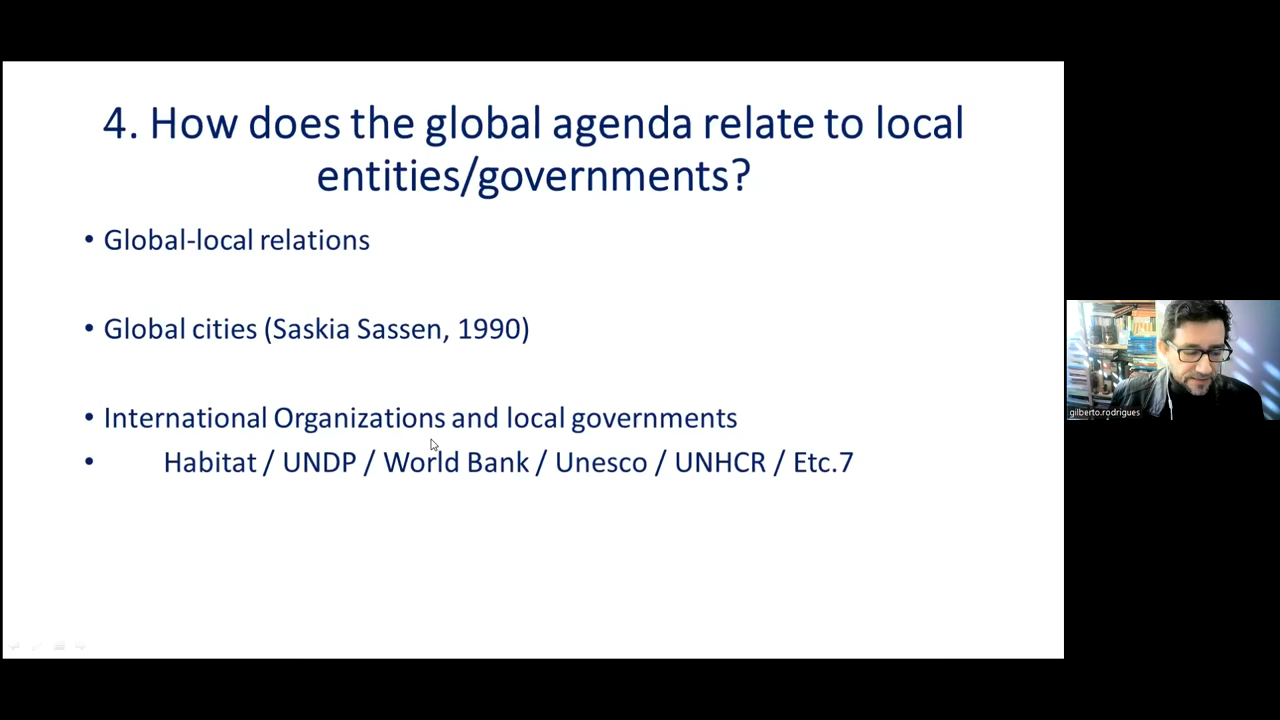 4. How does the global agenda relate to local
entities/governments?
• Global-local relations
• Global cities (Saskia Sassen, 1990)
• International Organizations and local governments
• Habitat / UNDP / World Bank / Unesco / UNHCR / Etc.7
gilberto.rodrigues